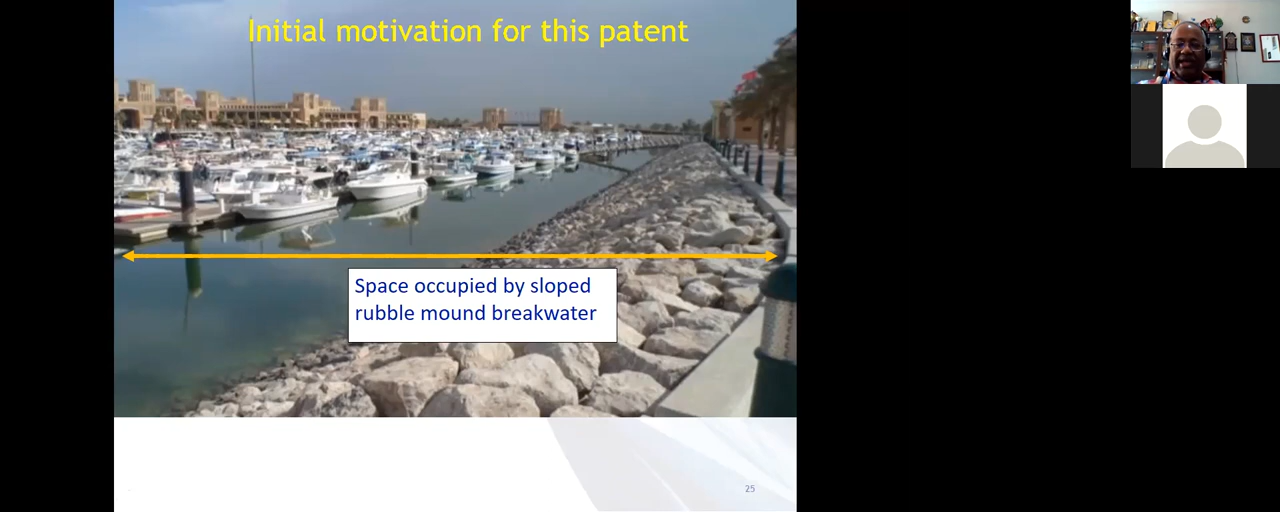 Initial motivation for this patent
Space occupied by sloped
rubble mound breakwater
25